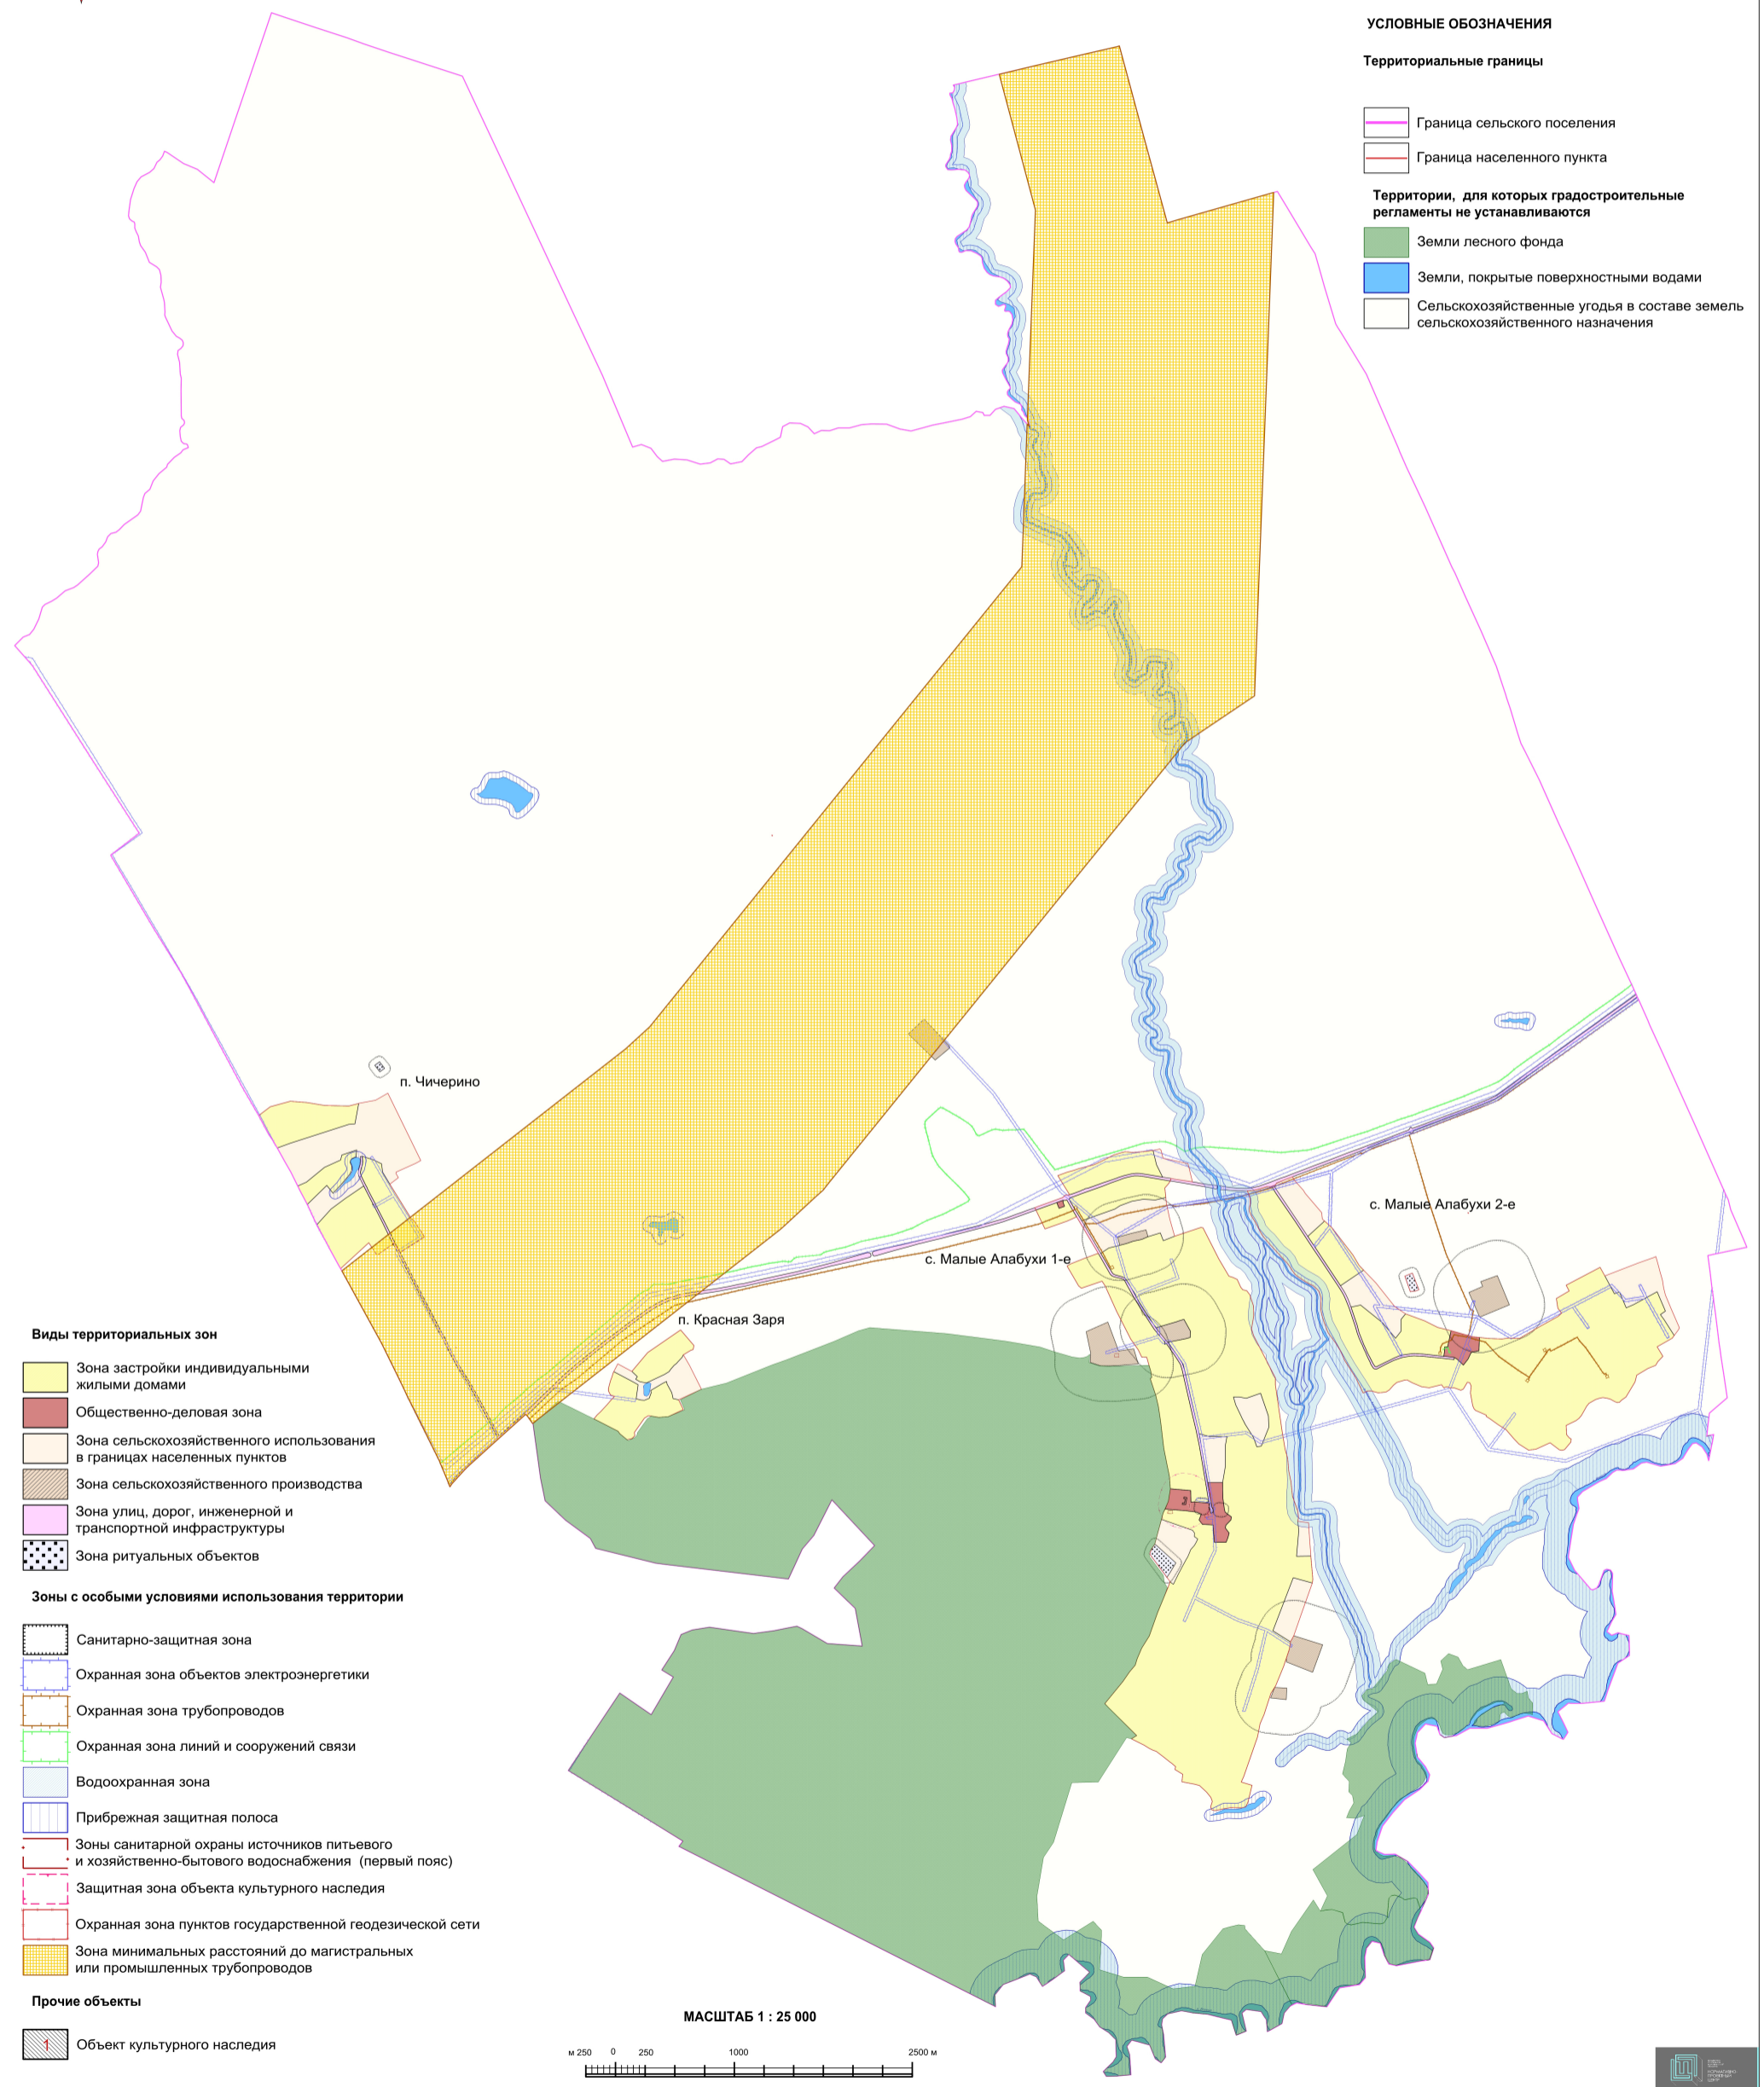 УСЛОВНЫЕ ОБОЗНАЧЕНИЯ
Территориальные границы
Граница сельского поселения
Граница населенного пункта
Территории, для которых градостроительные
регламенты не устанавливаются
Земли лесного фонда
Земли, покрытые поверхностными водами
Сельскохозяйственные угодья в составе земель
сельскохозяйственного назначения
п. Чичерино
с. Малые Алабухи 2-е
с. Малые Алабухи 1-е
п. Красная Заря
Виды территориальных зон
Зона застройки индивидуальными
жилыми домами
Общественно-деловая зона
Зона сельскохозяйственного использования
в границах населенных пунктов
Зона сельскохозяйственного производства
Зона улиц, дорог, инженерной и
транспортной инфраструктуры
Зона ритуальных объектов
Зоны с особыми условиями использования территории
Санитарно-защитная зона
Охранная зона объектов электроэнергетики
Охранная зона трубопроводов
Охранная зона линий и сооружений связи
Водоохранная зона
Прибрежная защитная полоса
Зоны санитарной охраны источников питьевого
и хозяйственно-бытового водоснабжения (первый пояс)
Защитная зона объекта культурного наследия
Охранная зона пунктов государственной геодезической сети
Зона минимальных расстояний до магистральных
или промышленных трубопроводов
Прочие объекты
1
Объект культурного наследия
МАСШТАБ 1 : 25 000
м 250 0 250 1000 2500 м